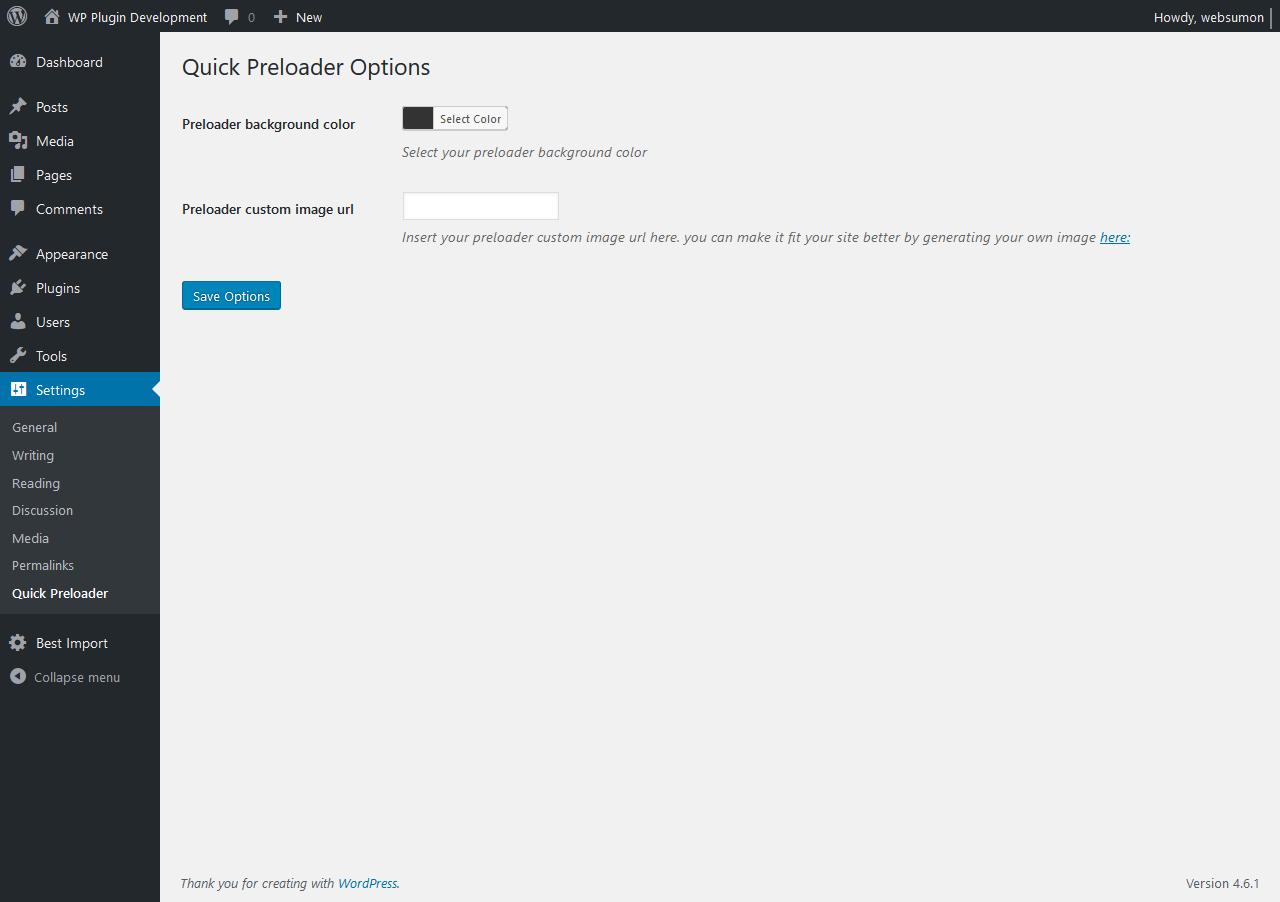 WP Plugin Development 0 New Howdy, websumon
Dashboard
Posts
Media
Pages
Comments
Appearance
Plugins
Users
Tools
Settings
General
Writing
Reading
Discussion
Media
Permalinks
Quick Preloader
Best Import
Collapse menu
Quick Preloader Options
Preloader background color
Select Color
Select your preloader background color
Preloader custom image url
Insert your preloader custom image url here. you can make it fit your site better by generating your own image here:
Save Options
Thank you for creating with WordPress.
Version 4.6.1